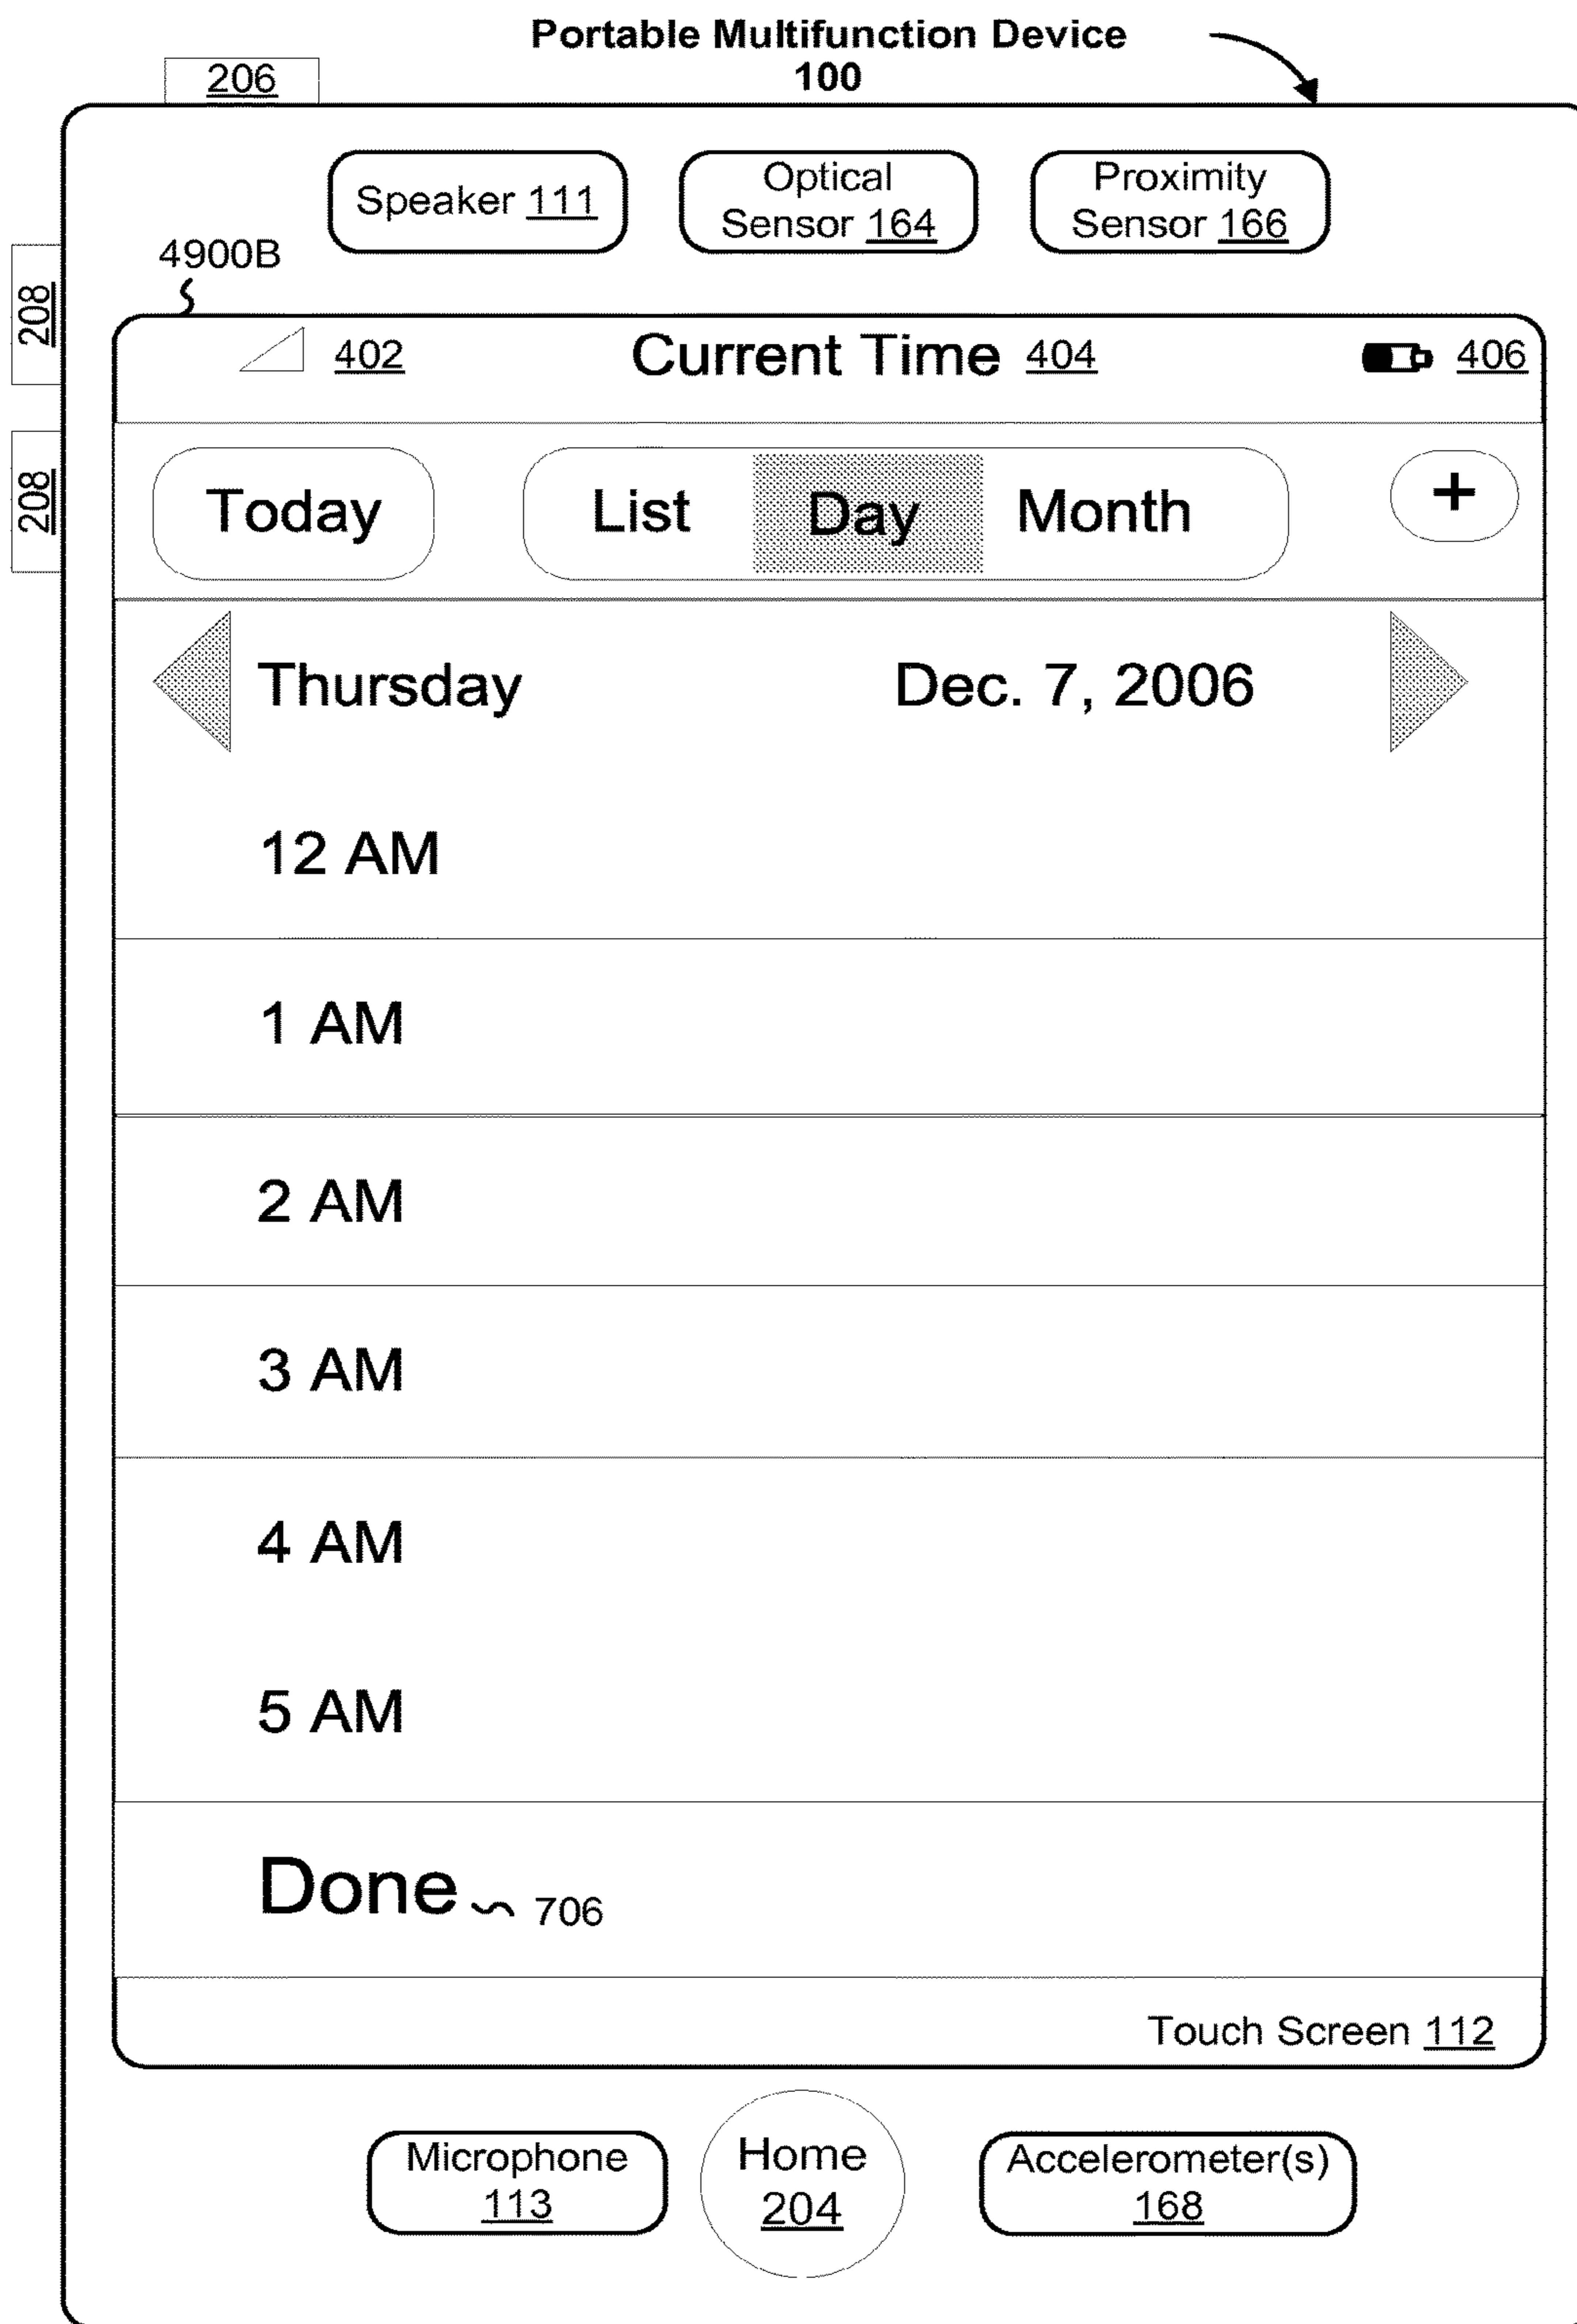 Portable Multifunction Device
100
206
Speaker 111
Optical
Sensor 164
Proximity
Sensor 166
4900B
208
208
402
Current Time 404
406
Today
List
Day
Month
+
Thursday
Dec. 7, 2006
12 AM
1 AM
2 AM
3 AM
4 AM
5 AM
Done
706
Touch Screen 112
Microphone
113
Home
204
Accelerometer(s)
168